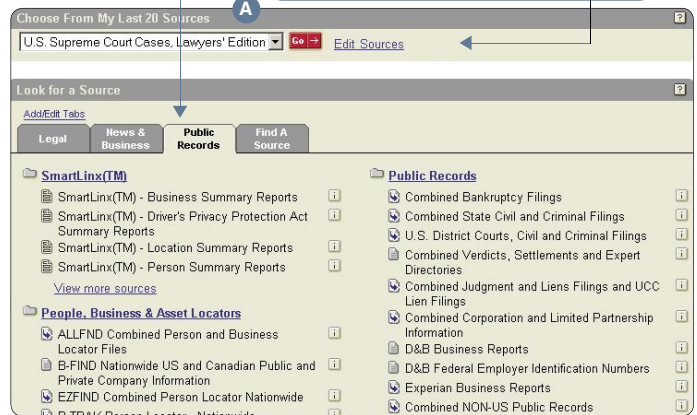 A
Choose From My Last 20 Sources
?
U.S. Supreme Court Cases, Lawyers' Edition
Go
Edit Sources
Look for a Source
?
Add/Edit Tabs
Legal
News &
Business
Public
Records
Find A
Source
SmartLinx(TM)
SmartLinx(TM) - Business Summary Reports
SmartLinx(TM) - Driver's Privacy Protection Act
Summary Reports
SmartLinx(TM) - Location Summary Reports
SmartLinx(TM) - Person Summary Reports
View more sources
People, Business & Asset Locators
ALLFND Combined Person and Business
Locator Files
B-FIND Nationwide US and Canadian Public and
Private Company Information
EZFIND Combined Person Locator Nationwide
Person Locator - Nationwide
Public Records
Combined Bankruptcy Filings
Combined State Civil and Criminal Filings
U.S. District Courts, Civil and Criminal Filings
Combined Verdicts, Settlements and Expert
Directories
Combined Judgment and Liens Filings and UCC
Lien Filings
Combined Corporation and Limited Partnership
Information
D&B Business Reports
D&B Federal Employer Identification Numbers
Experian Business Reports
Combined NON-US Public Records